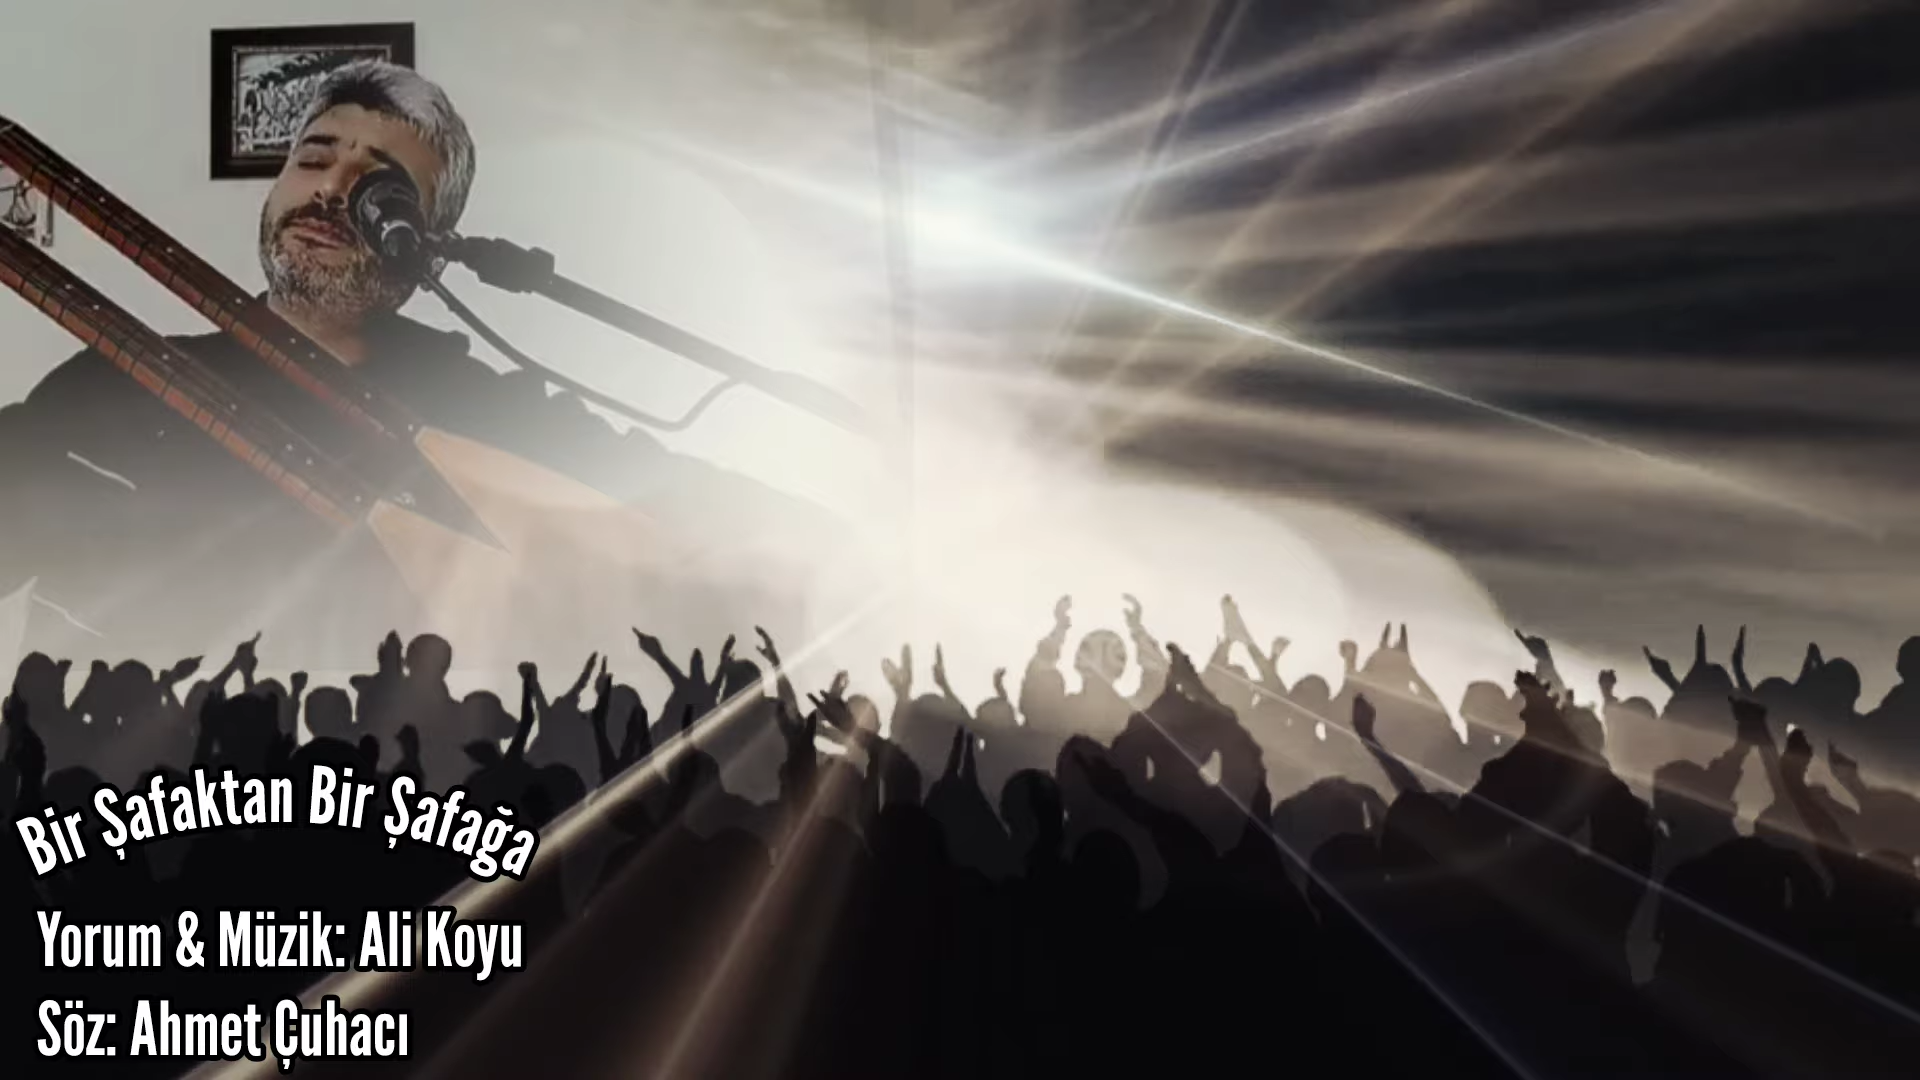 Bir Şafaktan Bir Şafağa
Yorum & Müzik: Ali Koyu
Söz: Ahmet Çuhacı